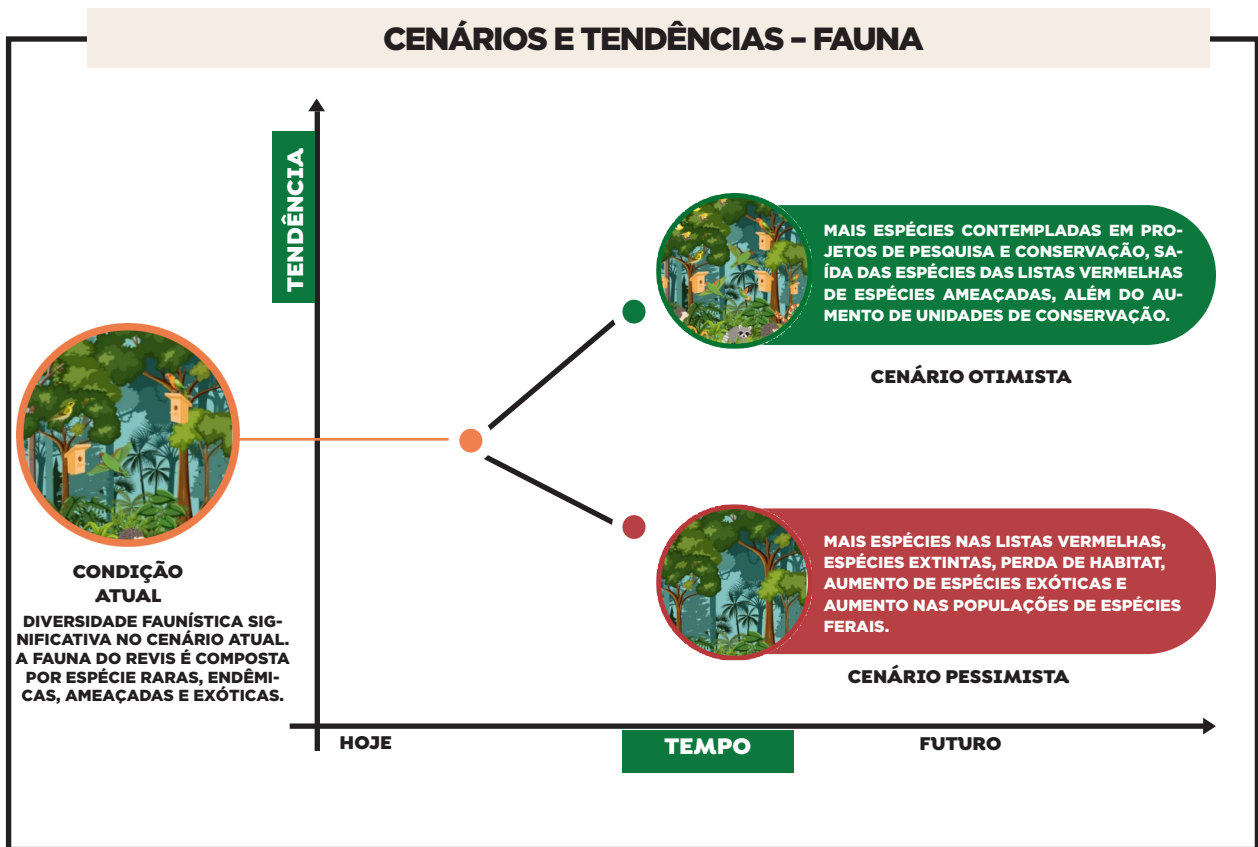 CENÁRIOS E TENDÊNCIAS – FAUNA
TENDÊNCIA
MAIS ESPÉCIES CONTEMPLADAS EM PRO-
JETOS DE PESQUISA E CONSERVAÇÃO, SA-
ÍDA DAS ESPÉCIES DAS LISTAS VERMELHAS
DE ESPÉCIES AMEAÇADAS, ALÉM DO AU-
MENTO DE UNIDADES DE CONSERVAÇÃO.
CENÁRIO OTIMISTA
CONDIÇÃO
ATUAL
DIVERSIDADE FAUNÍSTICA SIG-
NIFICATIVA NO CENÁRIO ATUAL.
A FAUNA DO REVIS É COMPOSTA
POR ESPÉCIE RARAS, ENDÊMI-
CAS, AMEAÇADAS E EXÓTICAS.
MAIS ESPÉCIES NAS LISTAS VERMELHAS,
ESPÉCIES EXTINTAS, PERDA DE HABITAT,
AUMENTO DE ESPÉCIES EXÓTICAS E
AUMENTO NAS POPULAÇÕES DE ESPÉCIES
FERAIS.
CENÁRIO PESSIMISTA
HOJE
TEMPO
FUTURO